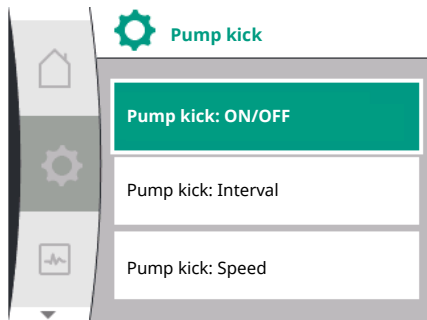 Pump kick
Pump kick: ON/OFF
Pump kick: Interval
Pump kick: Speed